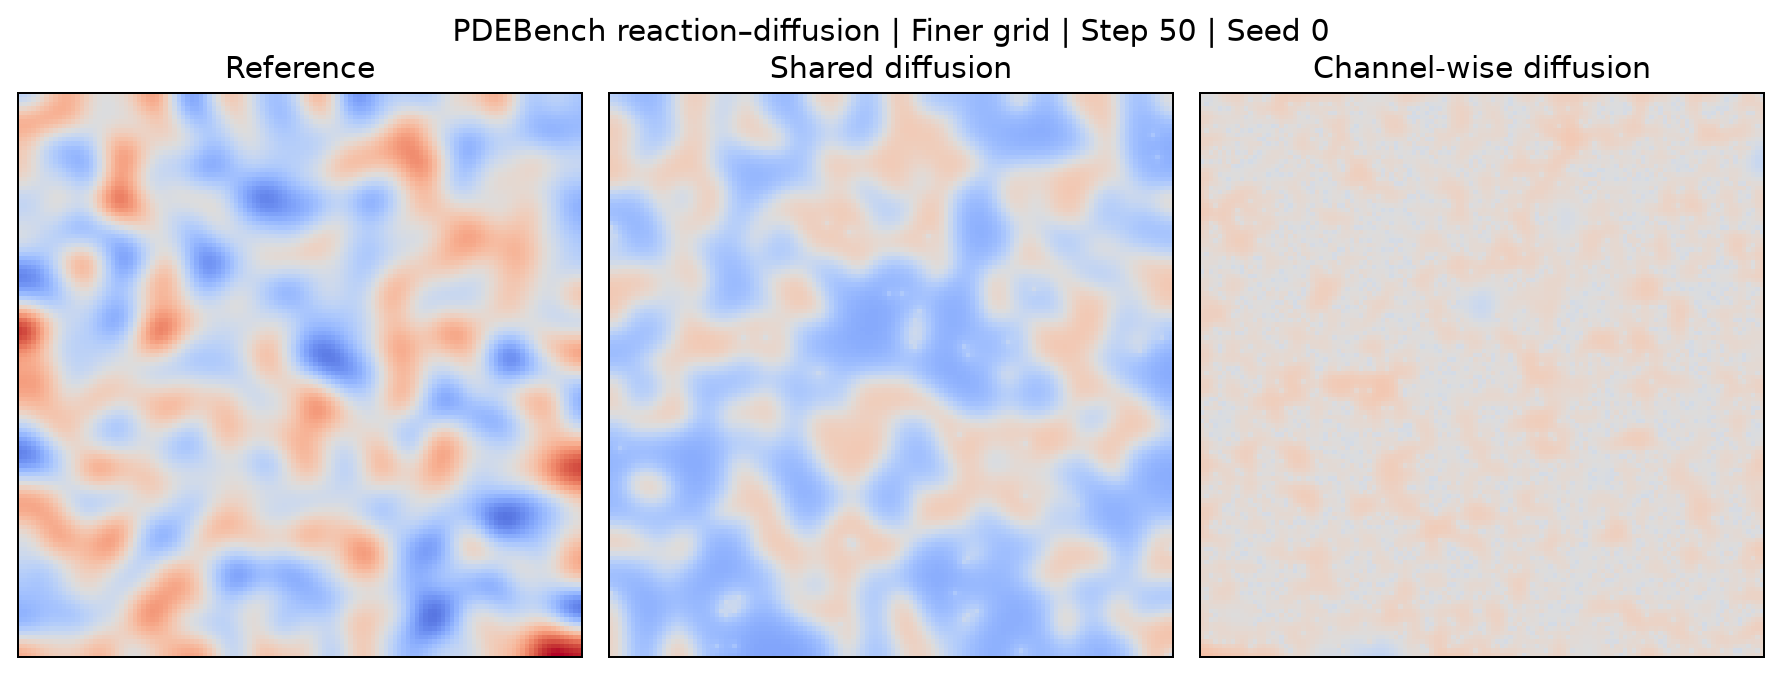 PDEBench reaction–diffusion | Finer grid | Step 50 | Seed 0
Reference
Shared diffusion
Channel-wise diffusion